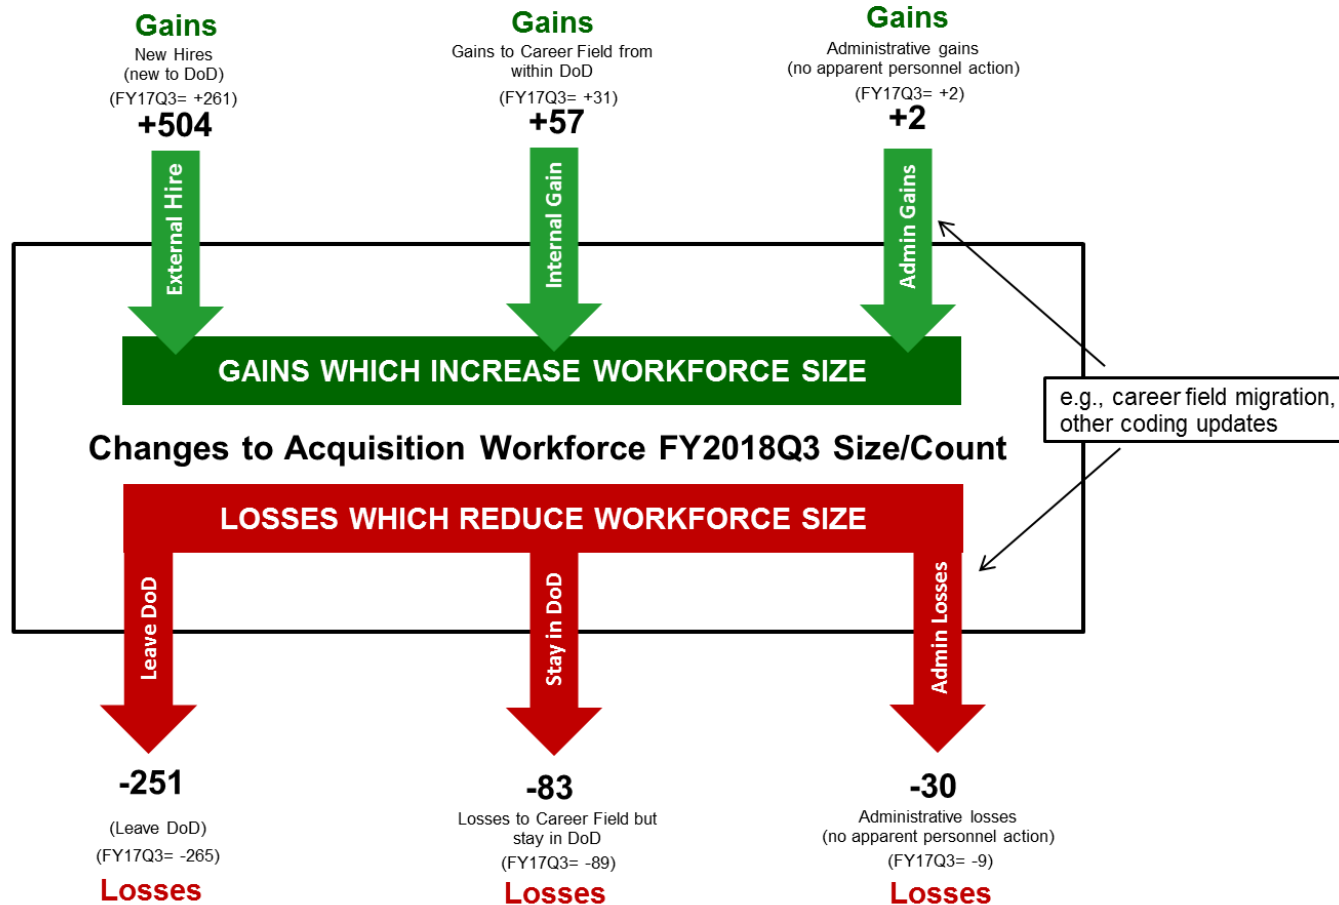 Gains
New Hires
(new to DoD)
(FY17Q3= +261)
+504
External Hire
Gains
Gains to Career Field from
within DoD
(FY17Q3= +31)
+57
Internal Gain
Gains
Administrative gains
(no apparent personnel action)
(FY17Q3= +2)
+2
Admin Gains
GAINS WHICH INCREASE WORKFORCE SIZE
e.g., career field migration,
other coding updates
Changes to Acquisition Workforce FY2018Q3 Size/Count
LOSSES WHICH REDUCE WORKFORCE SIZE
Leave DoD
-251
(Leave DoD)
(FY17Q3= -265)
Losses
Stay in DoD
-83
Losses to Career Field but
stay in DoD
(FY17Q3= -89)
Losses
Admin Losses
-30
Administrative losses
(no apparent personnel action)
(FY17Q3= -9)
Losses